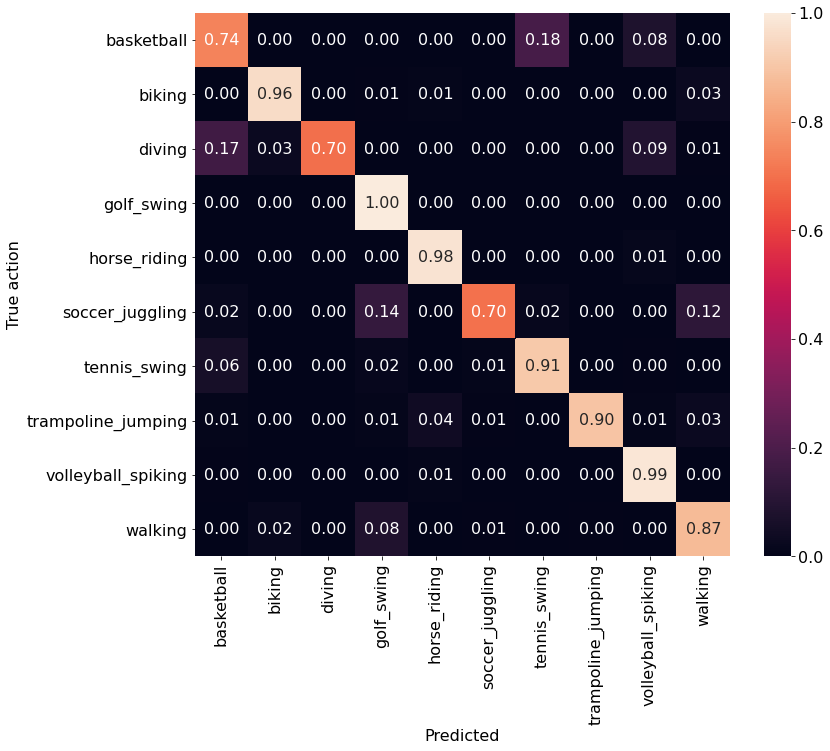 basketball 0.74 0.00 0.00 0.00 0.00 0.00 0.18 0.00 0.08 0.00
biking 0.00 0.96 0.00 0.01 0.01 0.00 0.00 0.00 0.00 0.03
diving 0.17 0.03 0.70 0.00 0.00 0.00 0.00 0.00 0.09 0.01
golf_swing 0.00 0.00 0.00 1.00 0.00 0.00 0.00 0.00 0.00 0.00
horse_riding 0.00 0.00 0.00 0.00 0.98 0.00 0.00 0.00 0.01 0.00
soccer_juggling 0.02 0.00 0.00 0.14 0.00 0.70 0.02 0.00 0.00 0.12
tennis_swing 0.06 0.00 0.00 0.02 0.00 0.01 0.91 0.00 0.00 0.00
trampoline_jumping 0.01 0.00 0.00 0.01 0.04 0.01 0.00 0.90 0.01 0.03
volleyball_spiking 0.00 0.00 0.00 0.00 0.01 0.00 0.00 0.00 0.99 0.00
walking 0.00 0.02 0.00 0.08 0.00 0.01 0.00 0.00 0.00 0.87
True action
basketball
biking
diving
golf_swing
horse_riding
soccer_juggling
tennis_swing
trampoline_jumping
volleyball_spiking
walking
Predicted
1.0
0.8
0.6
0.4
0.2
0.0